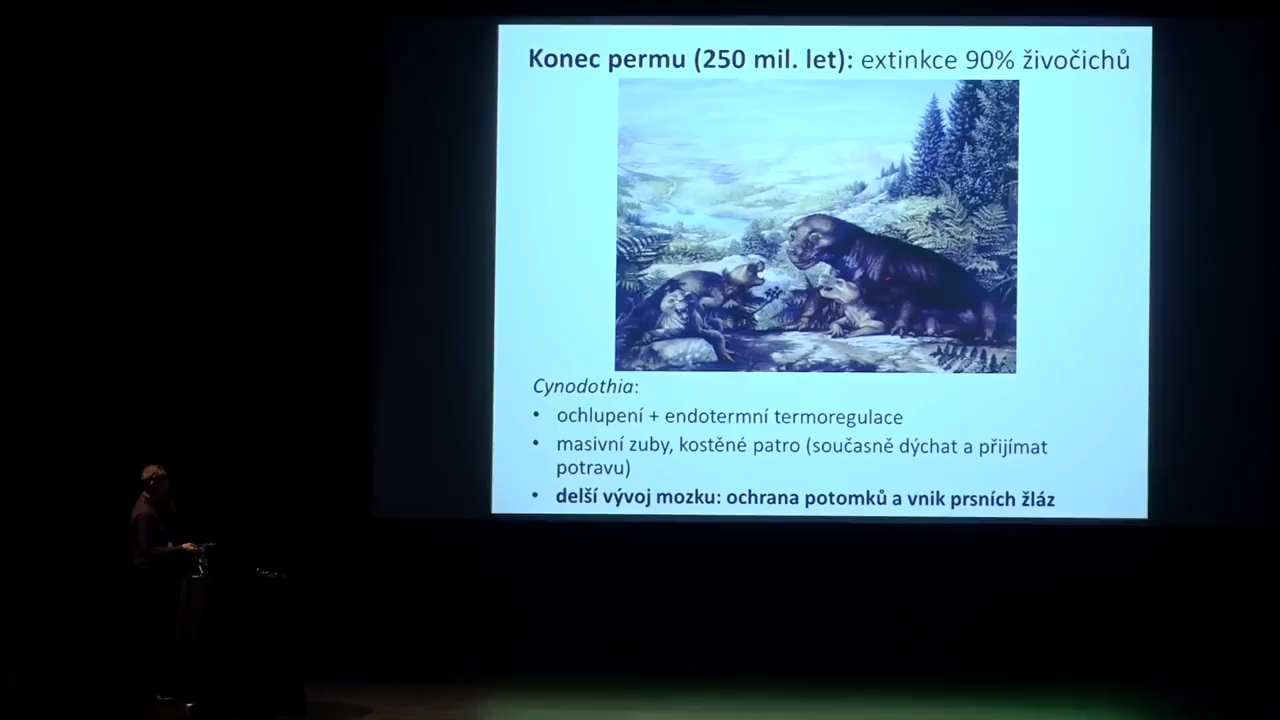 Konec permu (250 mil. let): extinkce 90% živočichů
Cynodothia:
• ochlupení + endotermní termoregulace
• masivní zuby, kostěné patro (současně dýchat a přijímat
potravu)
• delší vývoj mozku: ochrana potomků a vnik prsních žláz